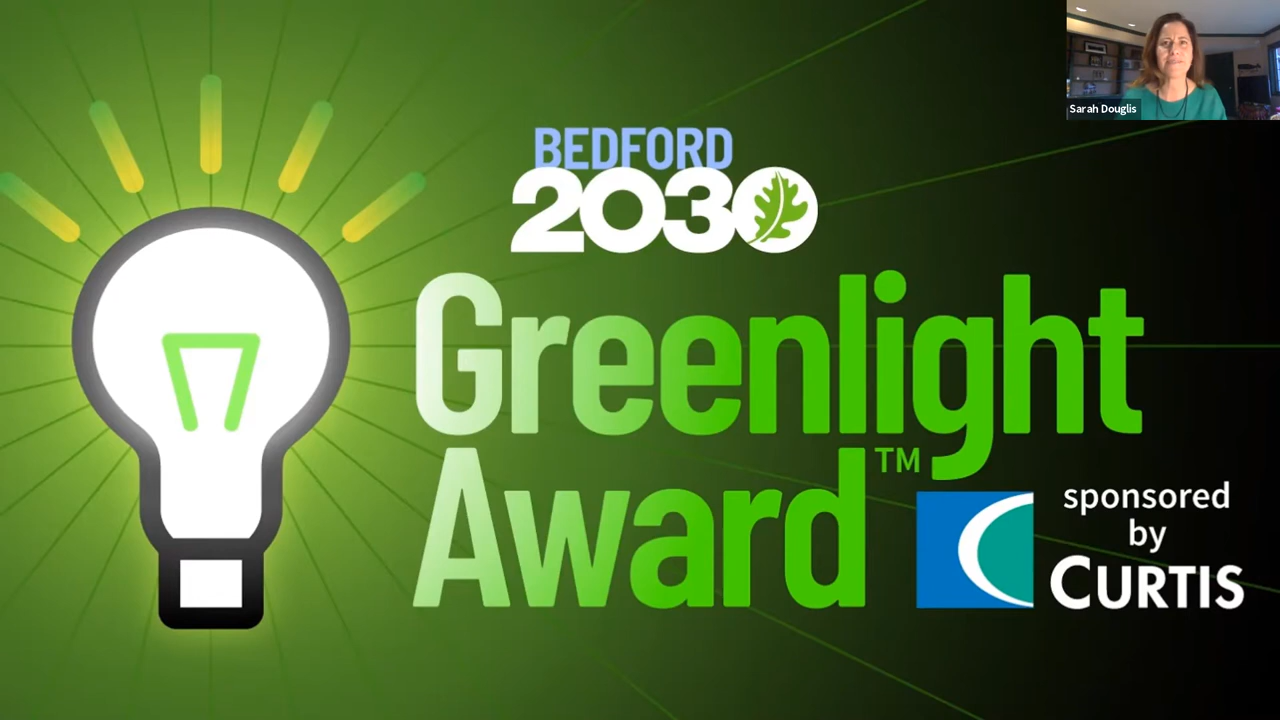 Sarah Douglis
BEDFORD
2030
Greenlight
Award™
sponsored
by
CURTIS